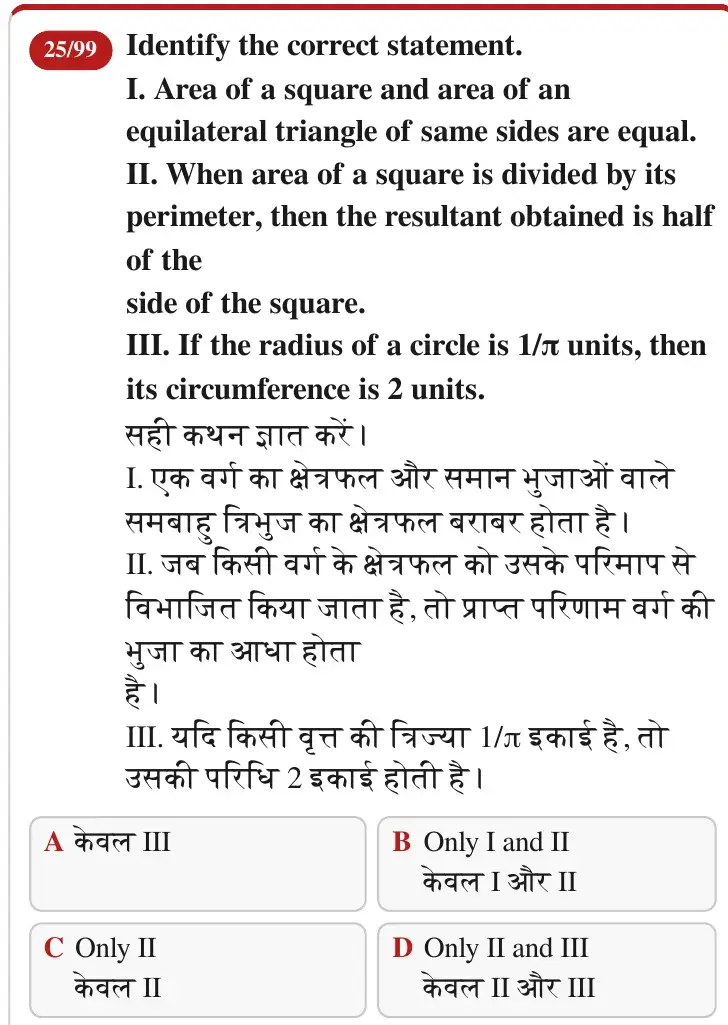 25/99 Identify the correct statement.
I. Area of a square and area of an
equilateral triangle of same sides are equal.
II. When area of a square is divided by its
perimeter, then the resultant obtained is half
of the
side of the square.
III. If the radius of a circle is 1/π units, then
its circumference is 2 units.
सही कथन ज्ञात करें।
I. एक वर्ग का क्षेत्रफल और समान भुजाओं वाले
समबाहु त्रिभुज का क्षेत्रफल बराबर होता है।
II. जब किसी वर्ग के क्षेत्रफल को उसके परिमाप से
विभाजित किया जाता है, तो प्राप्त परिणाम वर्ग की
भुजा का आधा होता
है।
III. यदि किसी वृत्त की त्रिज्या 1/π इकाई है, तो
उसकी परिधि 2 इकाई होती है।
A केवल III
B Only I and II
केवल I और II
C Only II
केवल II
D Only II and III
केवल II और III